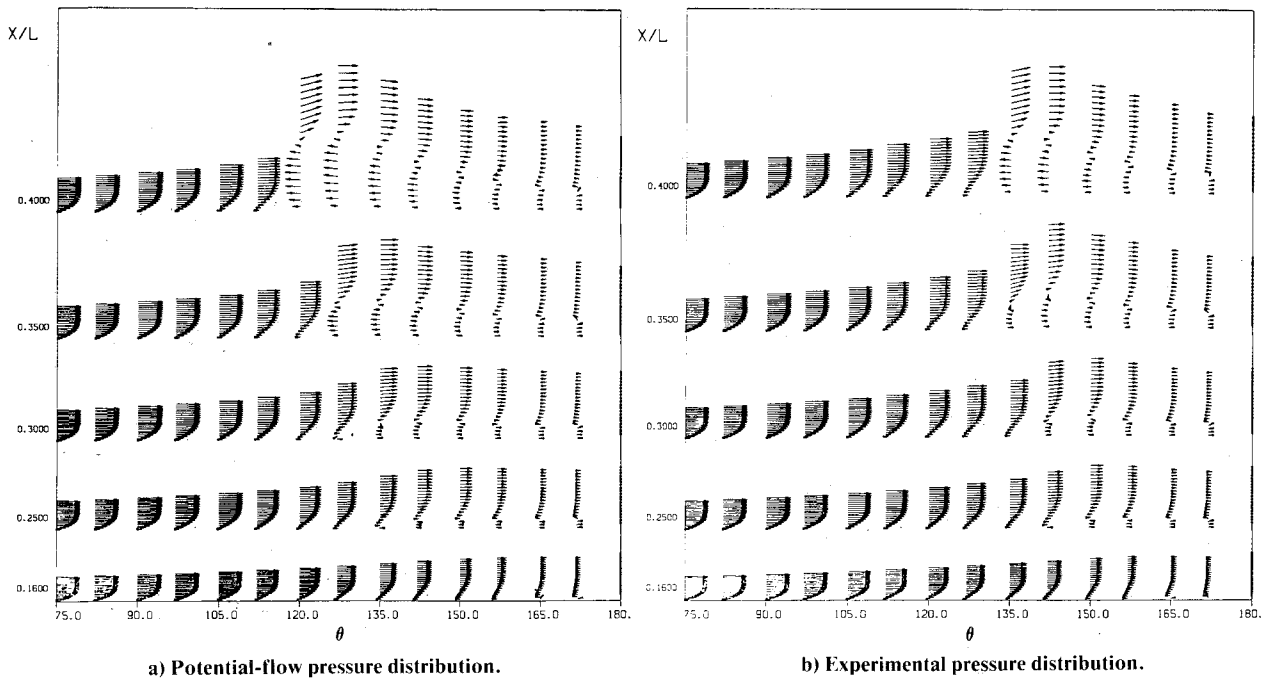 X/L
0.4000
0.3500
0.3000
0.2500
0.1600
75.0 90.0 105.0 120.0 135.0 150.0 165.0 180.
θ
a) Potential-flow pressure distribution.
X/L
0.4000
0.3500
0.3000
0.2500
0.1600
75.0 90.0 105.0 120.0 135.0 150.0 165.0 180.
θ
b) Experimental pressure distribution.